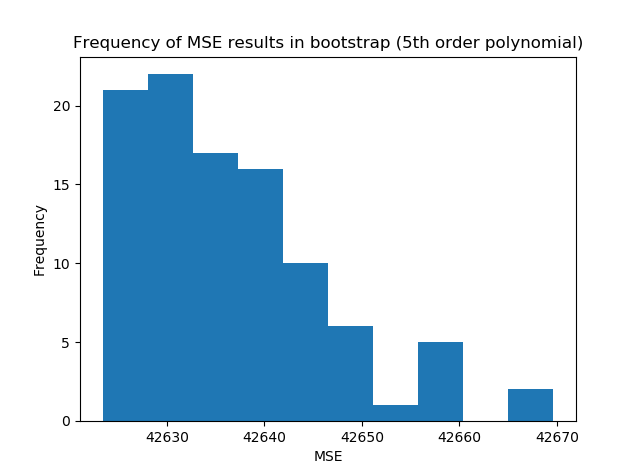 Frequency of MSE results in bootstrap (5th order polynomial)
20
15
10
5
0
Frequency
42630 42640 42650 42660 42670
MSE